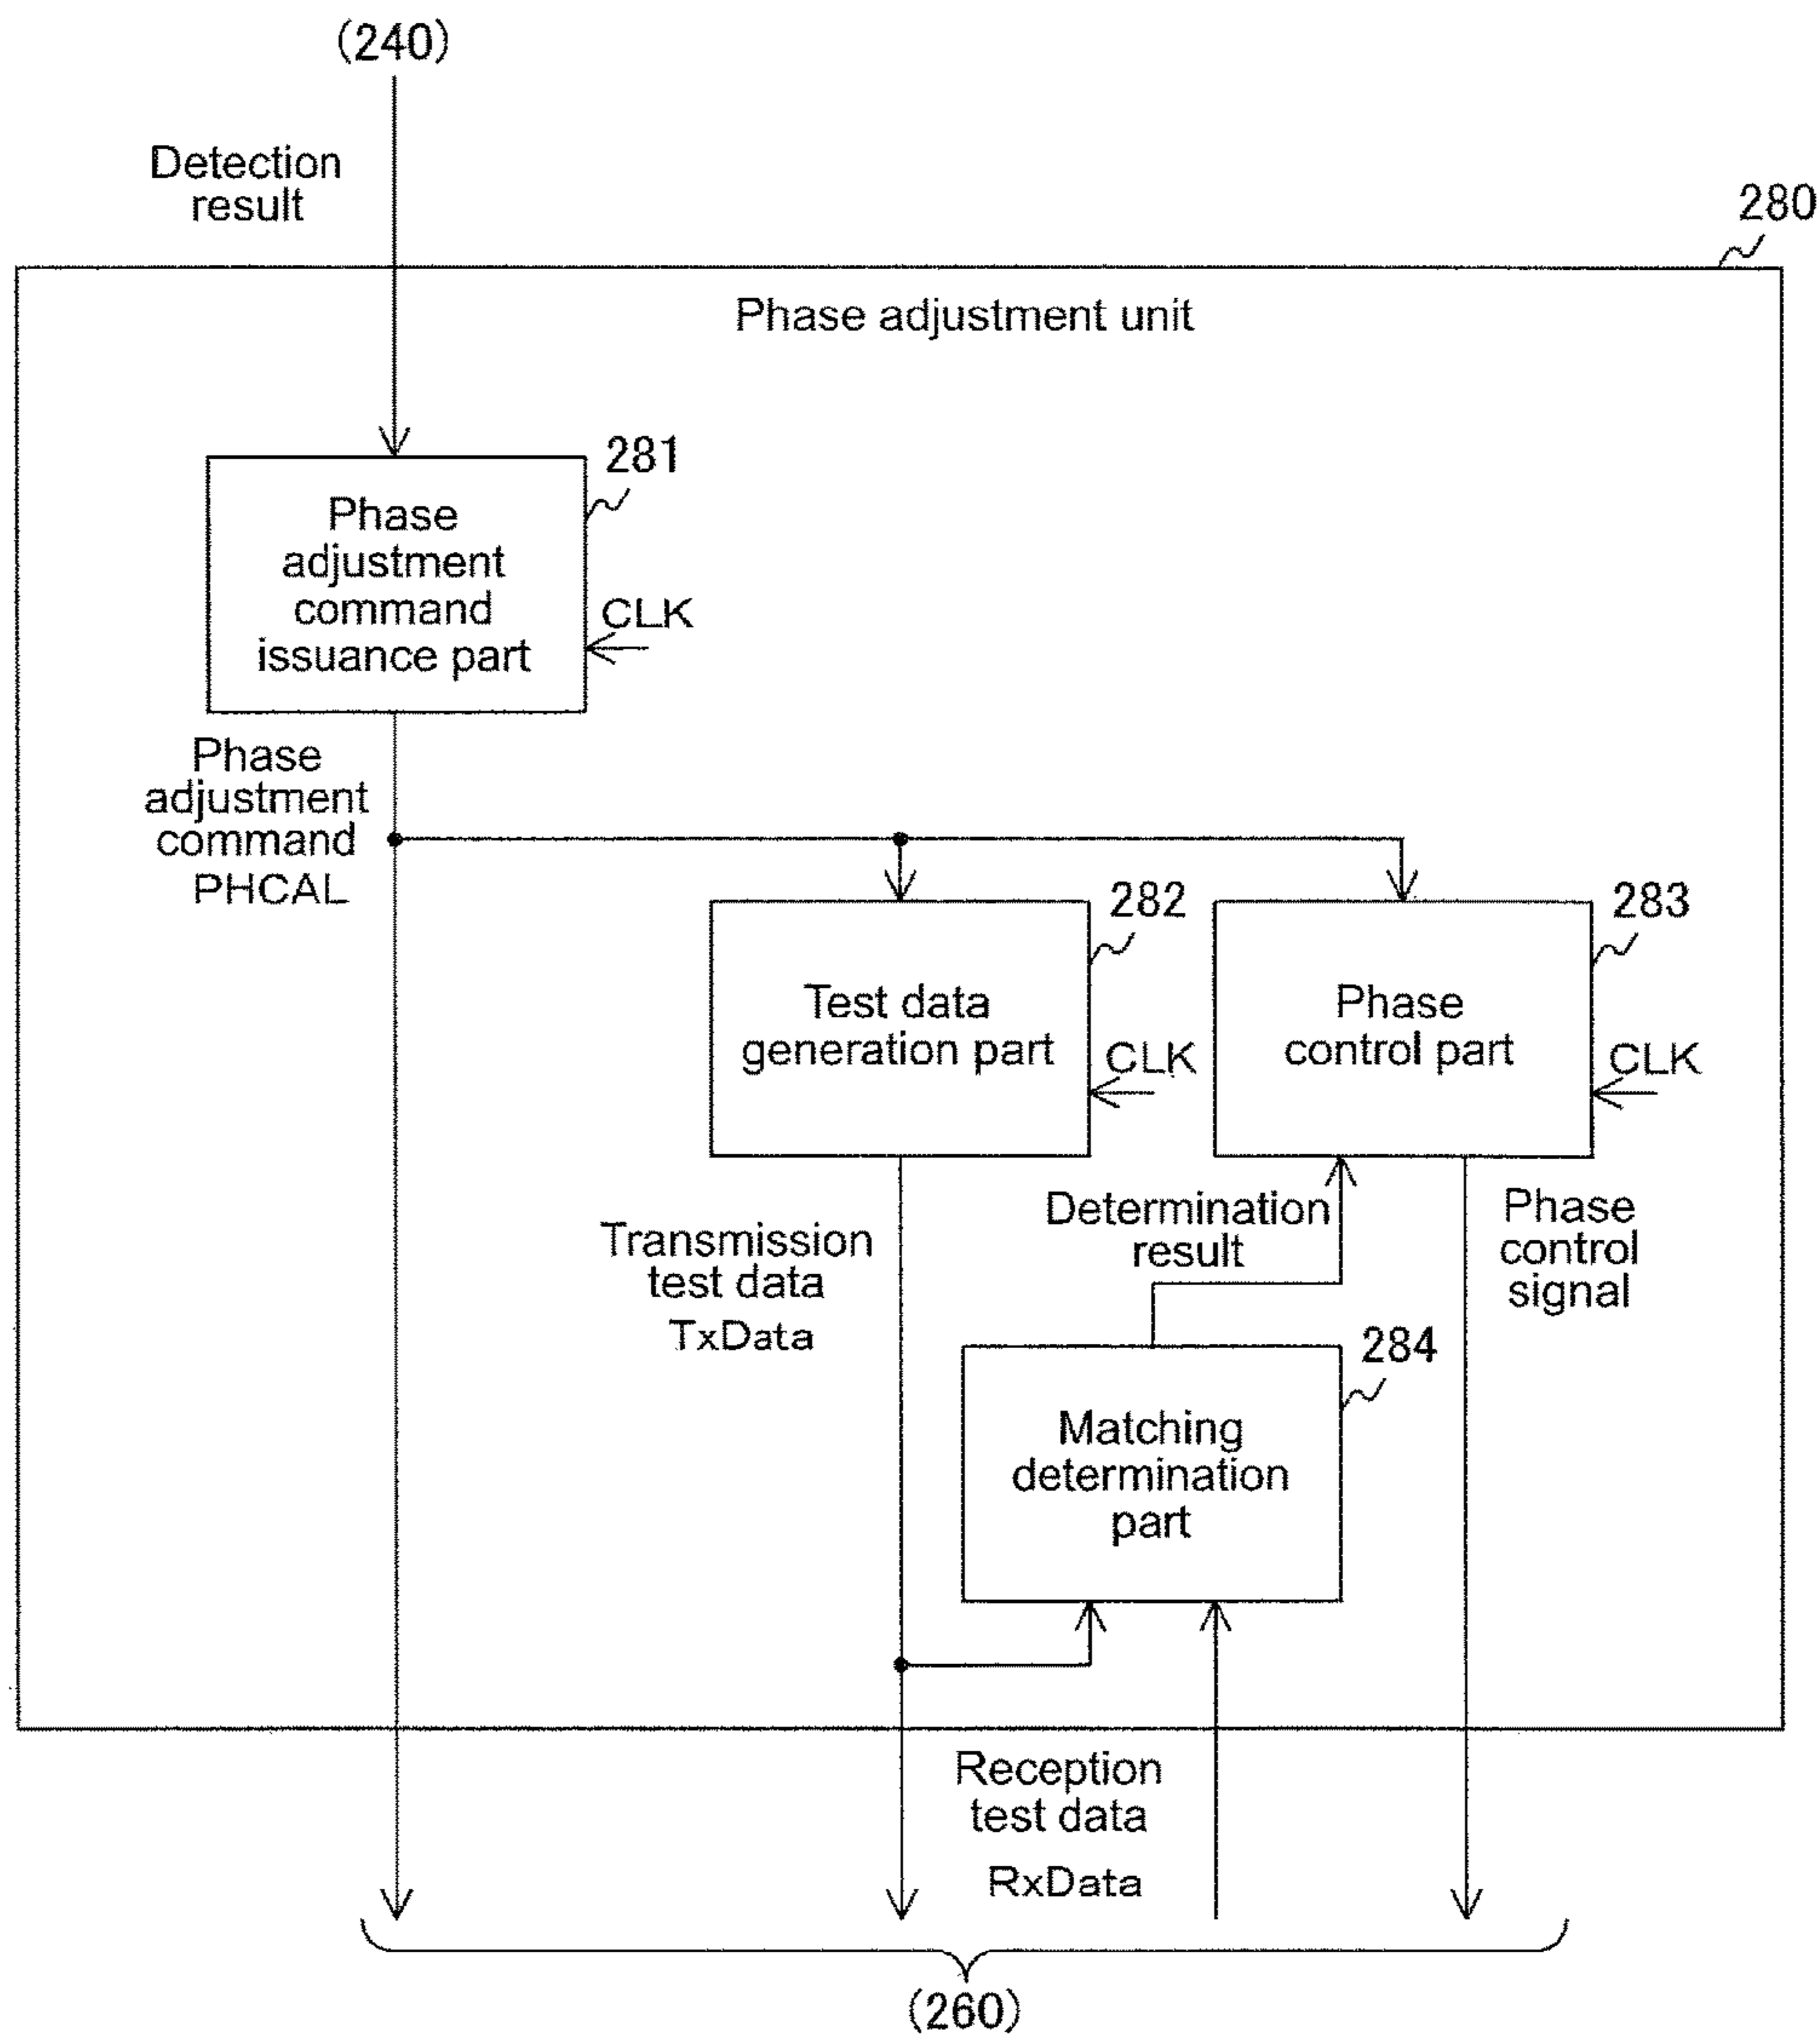 (240)
Detection
result
280
Phase adjustment unit
281
Phase
adjustment
command
issuance part
CLK
Phase
adjustment
command
PHCAL
282
283
Test data
generation part
CLK
Phase
control part
CLK
Transmission
test data
TxData
Determination
result
Phase
control
signal
284
Matching
determination
part
Reception
test data
RxData
(260)